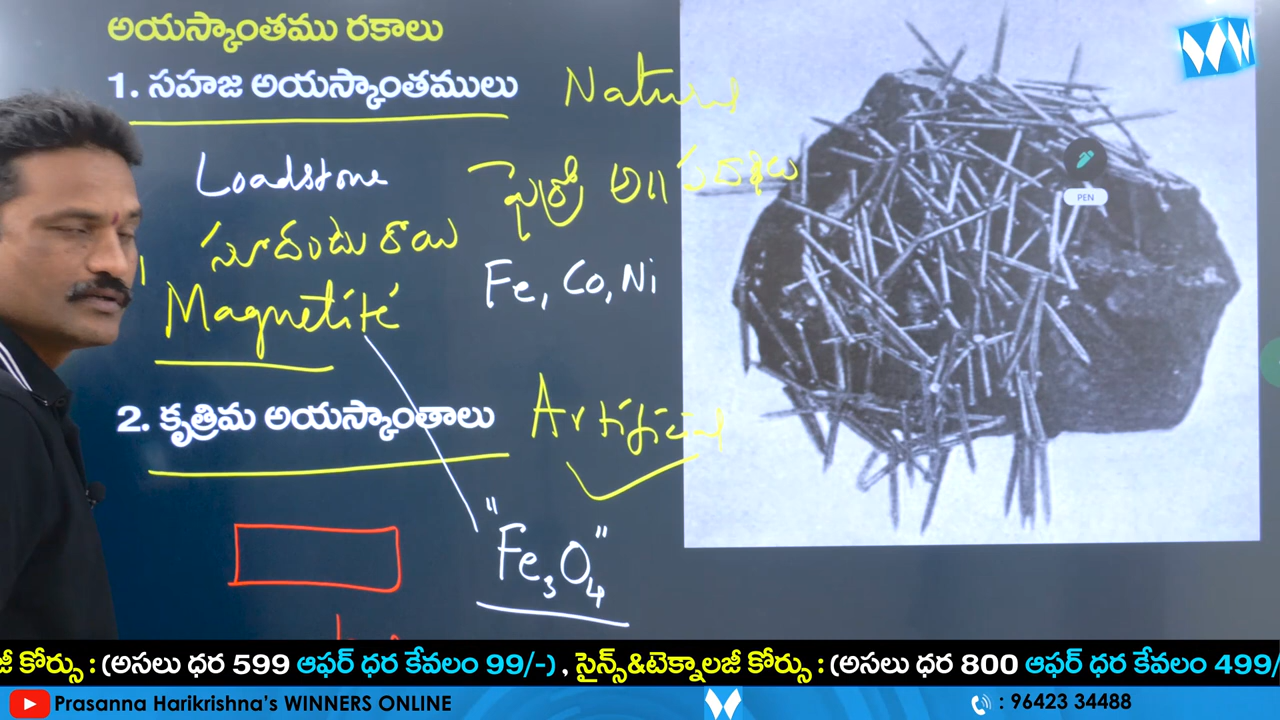 అయస్కాంతము రకాలు
1. సహజ అయస్కాంతములు Natural
Loadstone
ఫెర్రో అ॥ పదార్థాలు
సూదంటు రాయి
Fe, Co, Ni
Magnetite
PEN
2. కృత్రిమ అయస్కాంతాలు Artificial
"Fe₃O₄"
జీ కోర్సు : (అసలు ధర 599 ఆఫర్ ధర కేవలం 99/-) , సైన్స్&టెక్నాలజీ కోర్సు : (అసలు ధర 800 ఆఫర్ ధర కేవలం 499/
Prasanna Harikrishna's WINNERS ONLINE : 96423 34488